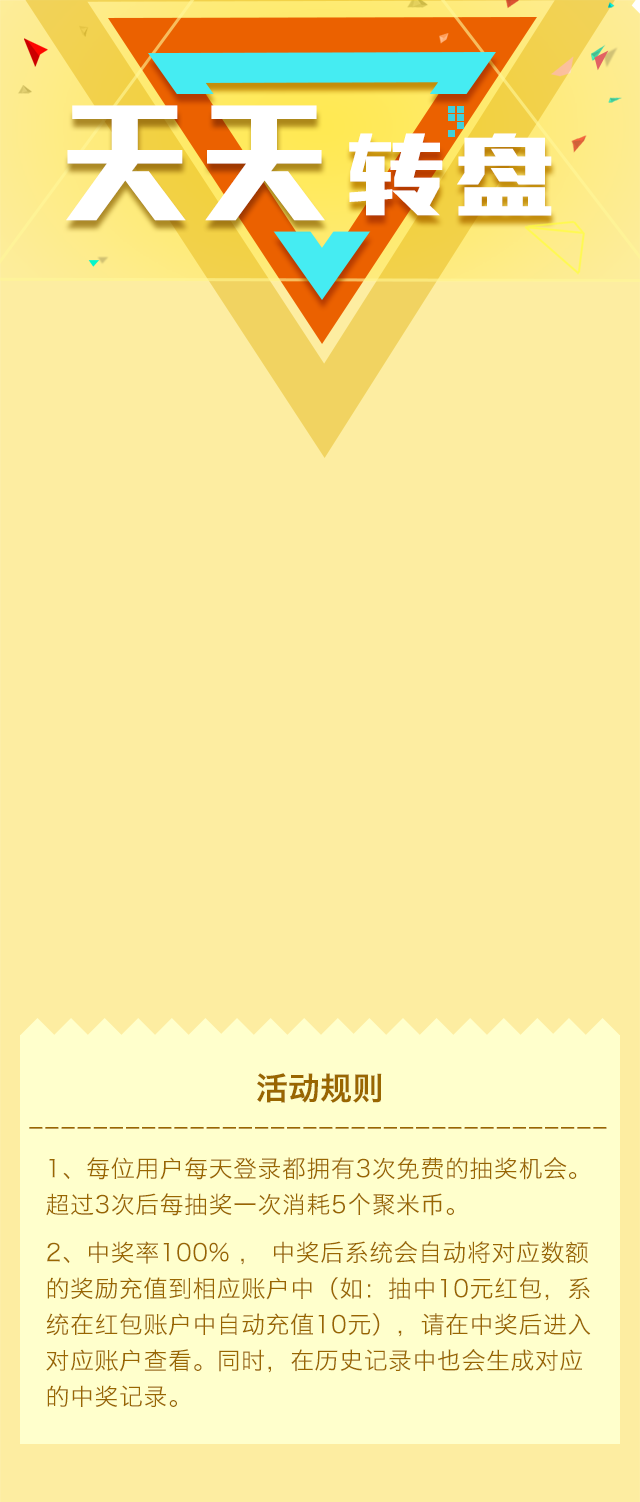 天天转盘
活动规则
1、每位用户每天登录都拥有3次免费的抽奖机会。
超过3次后每抽奖一次消耗5个聚米币。
2、中奖率100% ， 中奖后系统会自动将对应数额
的奖励充值到相应账户中（如：抽中10元红包，系
统在红包账户中自动充值10元），请在中奖后进入
对应账户查看。同时，在历史记录中也会生成对应
的中奖记录。